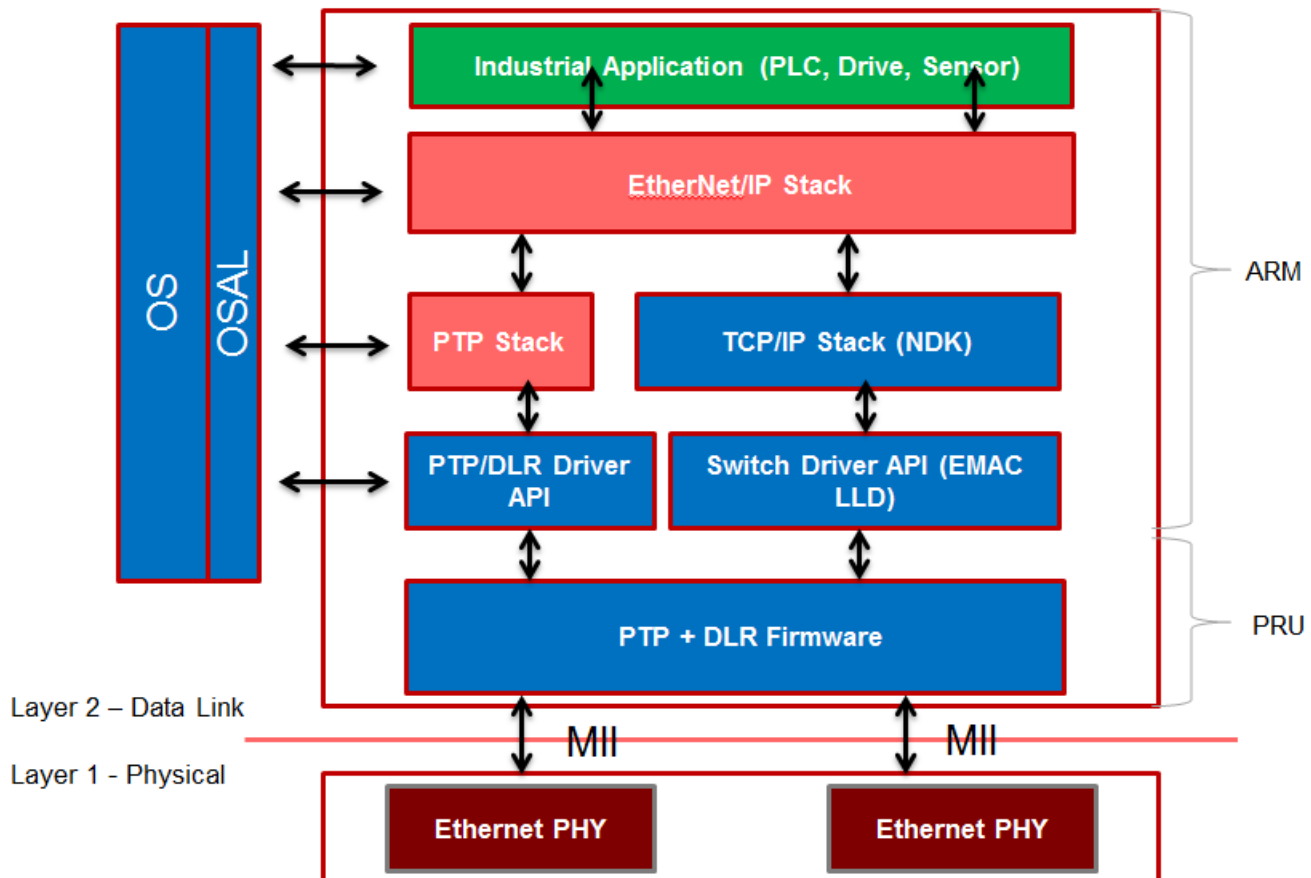 Industrial Application (PLC, Drive, Sensor)
EtherNet/IP Stack
OS
OSAL
ARM
PTP Stack
TCP/IP Stack (NDK)
PTP/DLR Driver
API
Switch Driver API (EMAC
LLD)
PTP + DLR Firmware
PRU
Layer 2 – Data Link
MII
MII
Layer 1 - Physical
Ethernet PHY
Ethernet PHY